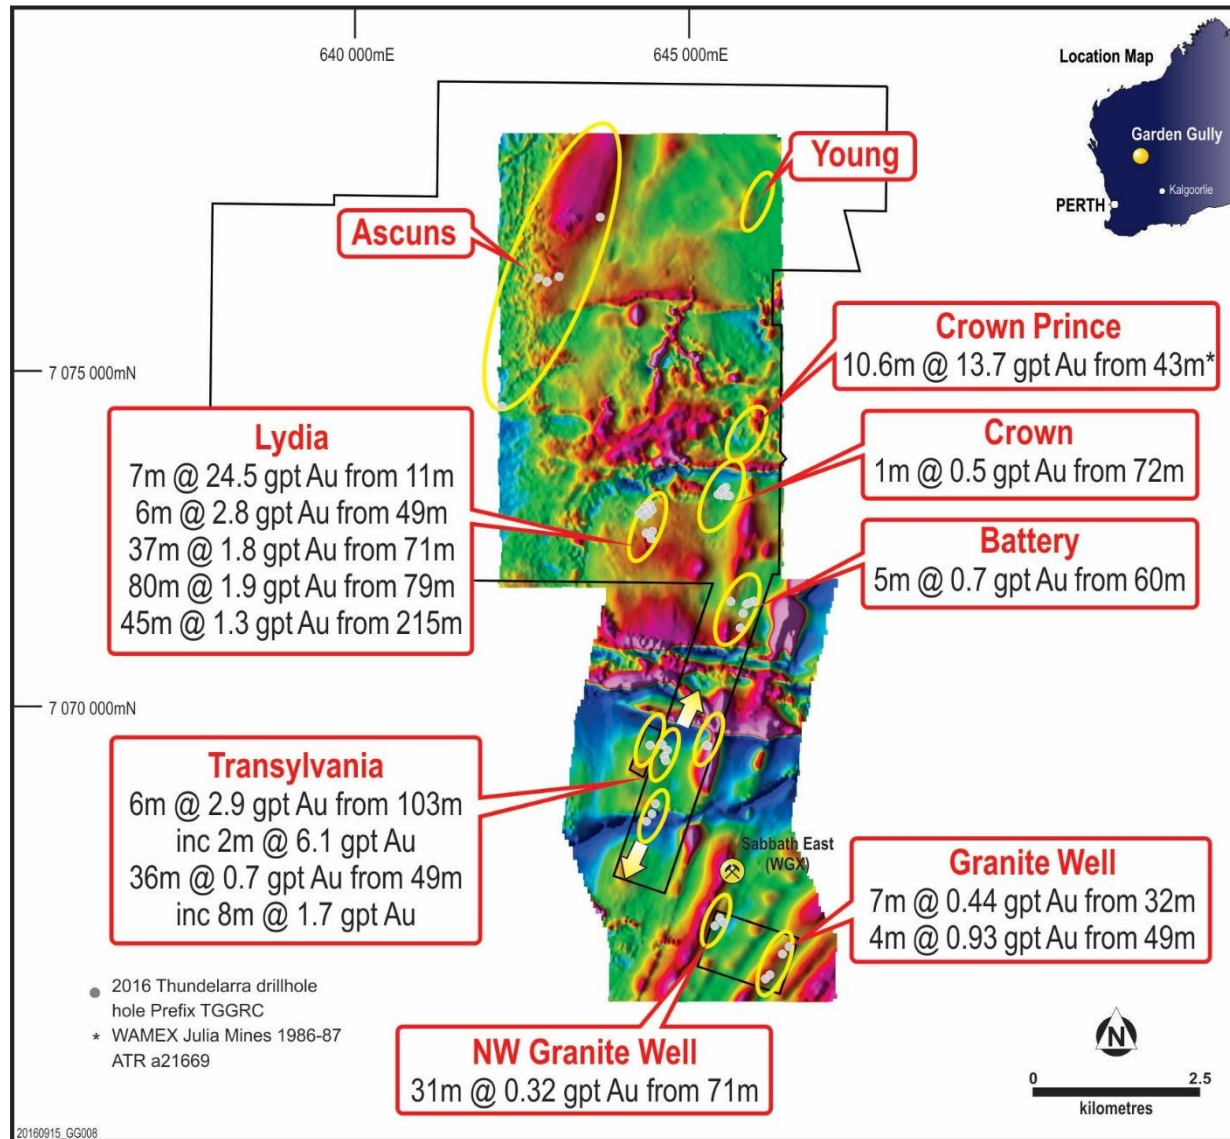 640 000mE
645 000mE
Location Map
Garden Gully
Kalgoorlie
PERTH
Young
Ascuns
7 075 000mN
Crown Prince
10.6m @ 13.7 gpt Au from 43m*
Crown
1m @ 0.5 gpt Au from 72m
Lydia
7m @ 24.5 gpt Au from 11m
6m @ 2.8 gpt Au from 49m
37m @ 1.8 gpt Au from 71m
80m @ 1.9 gpt Au from 79m
45m @ 1.3 gpt Au from 215m
Battery
5m @ 0.7 gpt Au from 60m
7 070 000mN
Transylvania
6m @ 2.9 gpt Au from 103m
inc 2m @ 6.1 gpt Au
36m @ 0.7 gpt Au from 49m
inc 8m @ 1.7 gpt Au
Sabbath East
(WGX)
Granite Well
7m @ 0.44 gpt Au from 32m
4m @ 0.93 gpt Au from 49m
2016 Thundelarra drillhole
hole Prefix TGGRC
* WAMEX Julia Mines 1986-87
ATR a21669
NW Granite Well
31m @ 0.32 gpt Au from 71m
N
0 2.5
kilometres
20160915_GG008